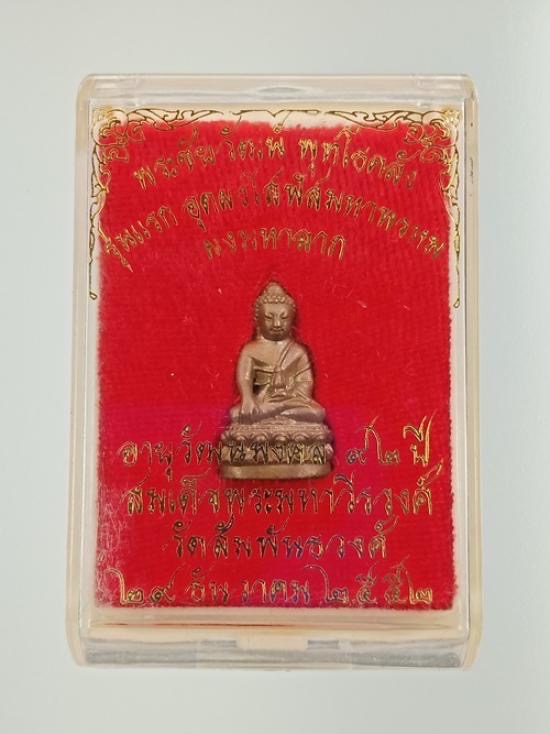 พระชัยวัฒน์ พุทโธคลัง
รุ่นแรก อุดมโสฬสมหาพรหม
ผงมหาลาภ
อายุวัฒนมงคล ๙๒ ปี
สมเด็จพระมหาวีรวงศ์
วัดสัมพันธวงศ์
๒๙ ธันวาคม ๒๕๕๒